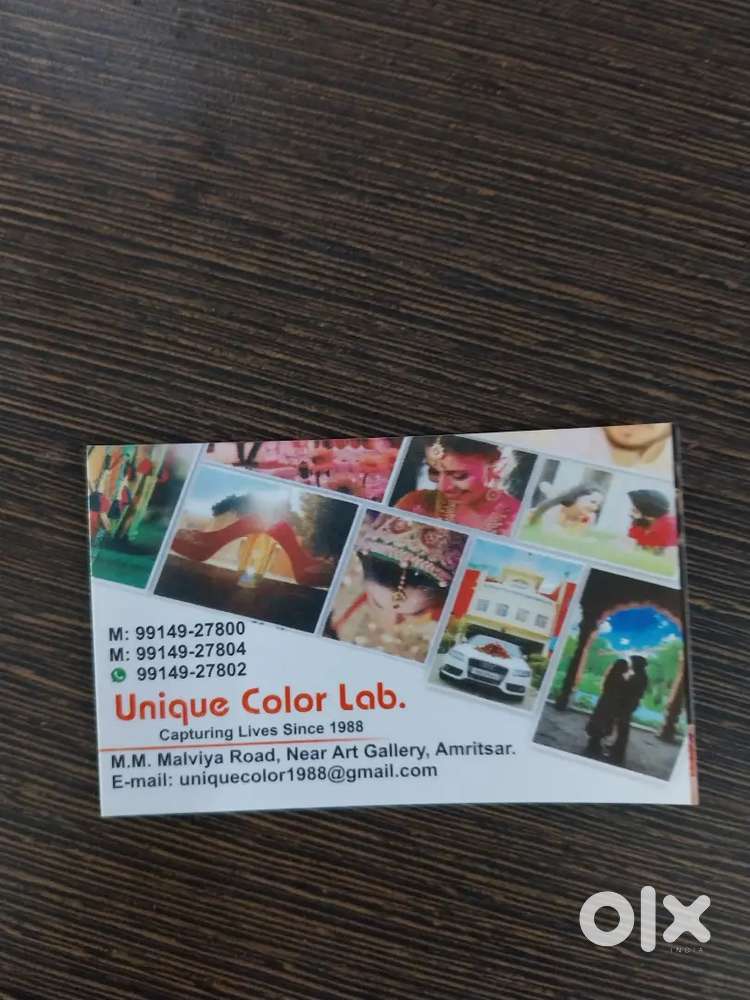 M: 99149-27800
M: 99149-27804
99149-27802
Unique Color Lab.
Capturing Lives Since 1988
M.M. Malviya Road, Near Art Gallery, Amritsar.
E-mail: uniquecolor1988@gmail.com
olx
INDIA